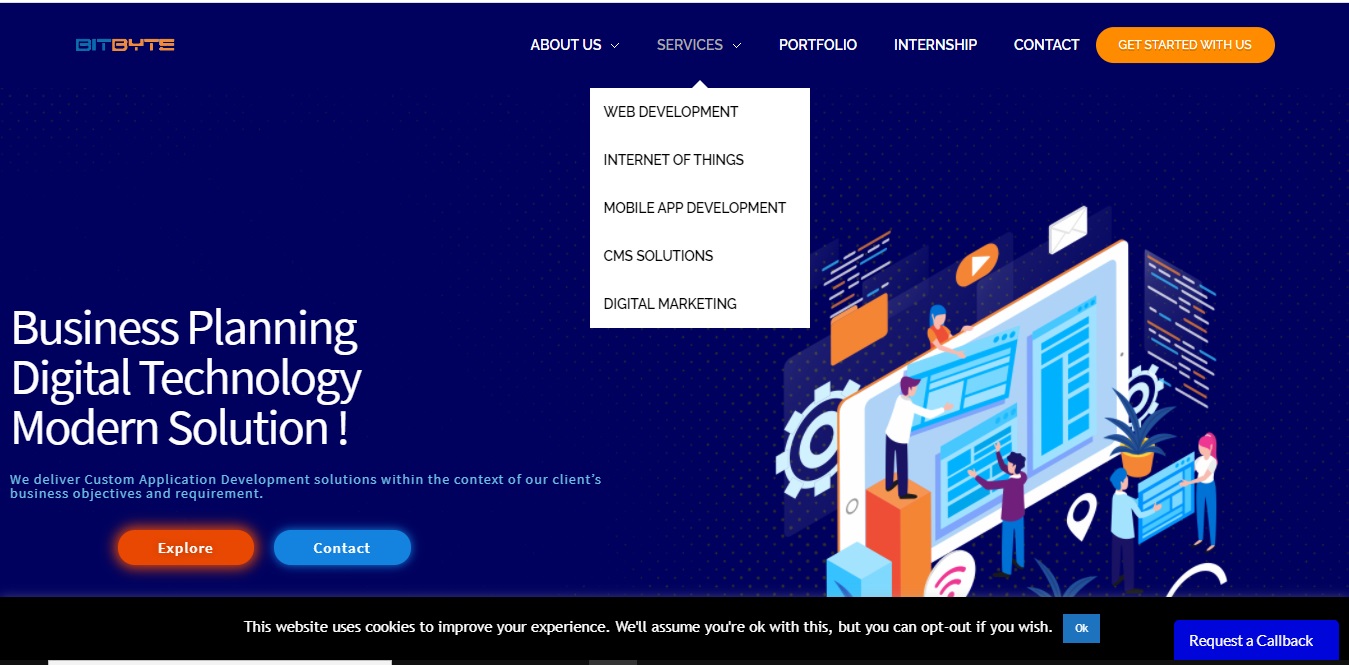 BITBYTE
ABOUT US SERVICES PORTFOLIO INTERNSHIP CONTACT GET STARTED WITH US
WEB DEVELOPMENT
INTERNET OF THINGS
MOBILE APP DEVELOPMENT
CMS SOLUTIONS
DIGITAL MARKETING
Business Planning
Digital Technology
Modern Solution !
We deliver Custom Application Development solutions within the context of our client’s
business objectives and requirement.
Explore Contact
This website uses cookies to improve your experience. We'll assume you're ok with this, but you can opt-out if you wish. Ok
Request a Callback